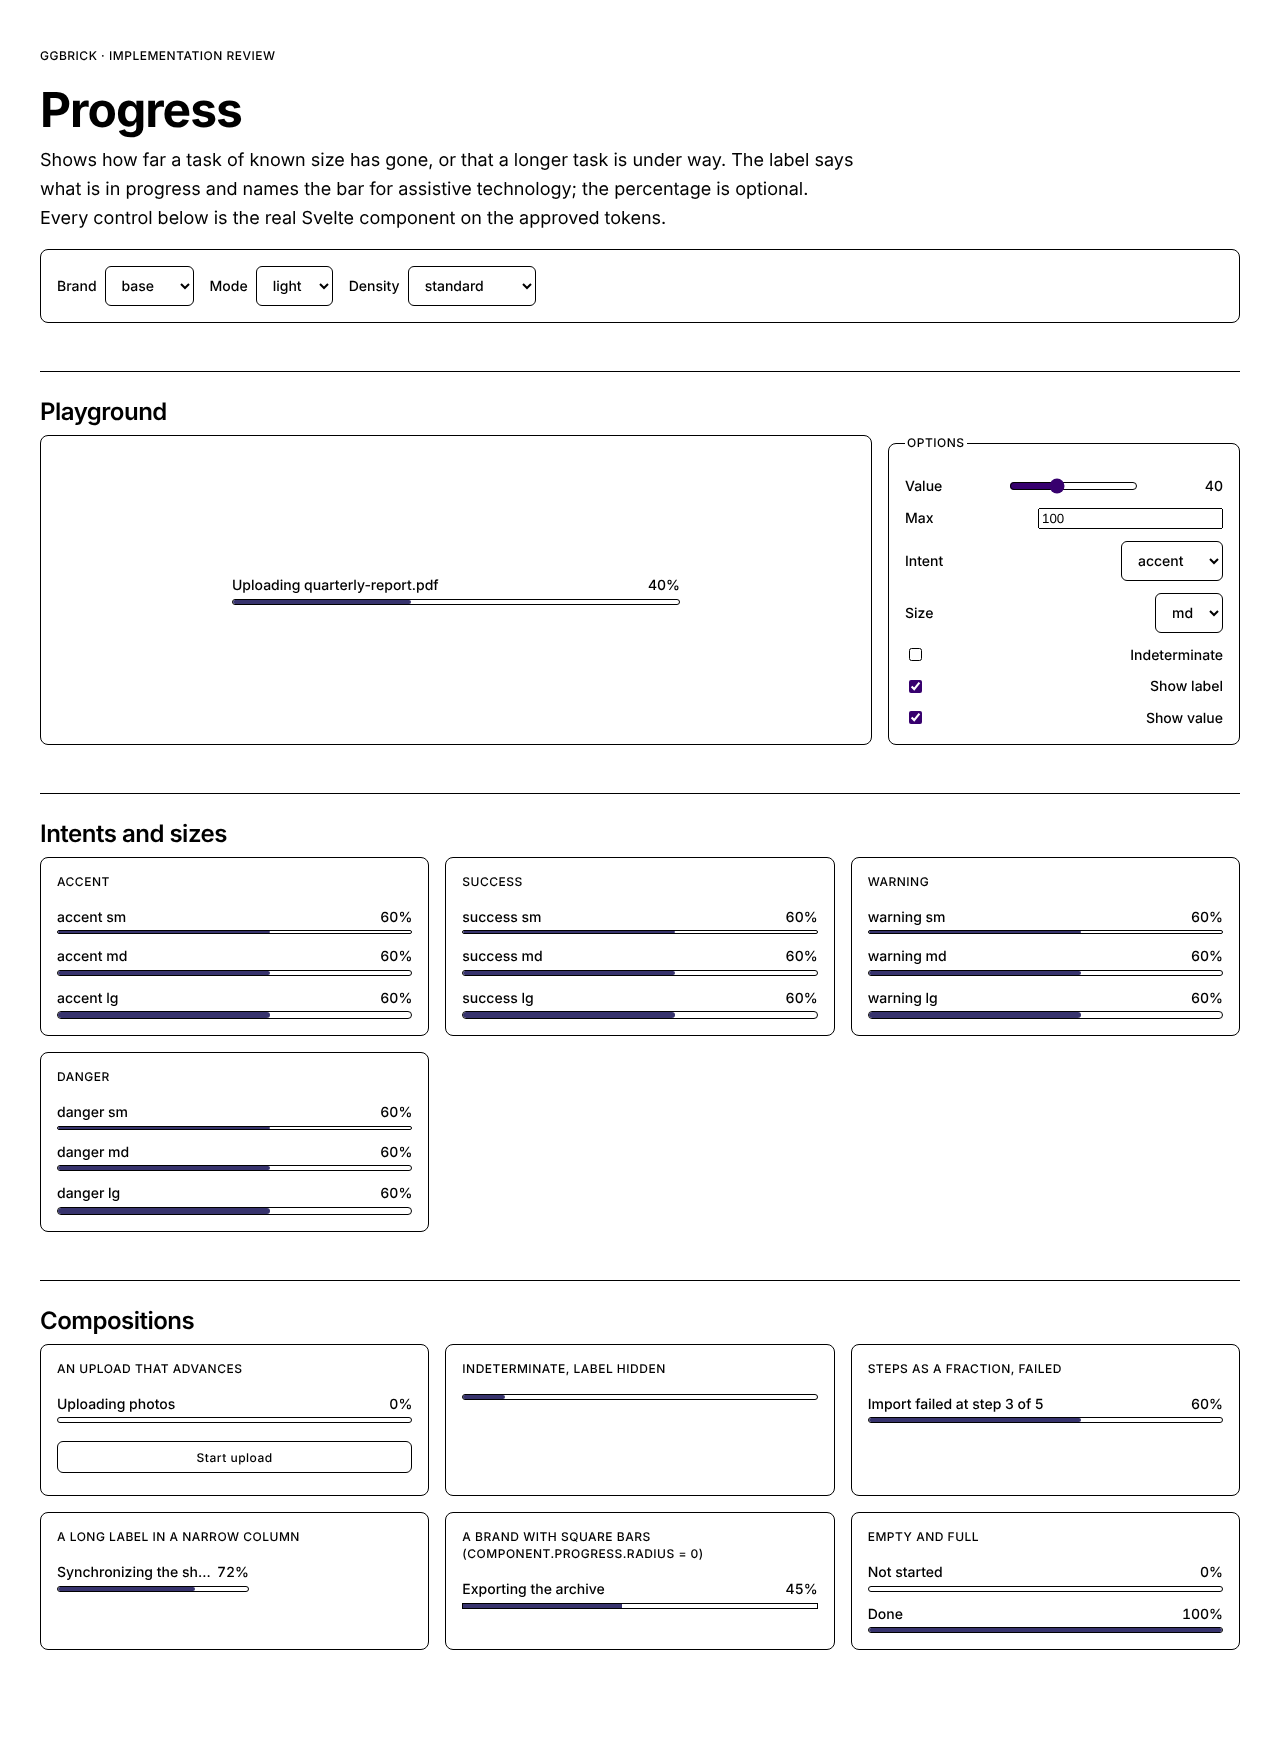 GGBRICK · IMPLEMENTATION REVIEW
Progress
Shows how far a task of known size has gone, or that a longer task is under way. The label says
what is in progress and names the bar for assistive technology; the percentage is optional.
Every control below is the real Svelte component on the approved tokens.
Brand base Mode light Density standard
Playground
Uploading quarterly-report.pdf 40%
OPTIONS
Value 40
Max 100
Intent accent
Size md
Indeterminate
Show label
Show value
Intents and sizes
ACCENT
accent sm 60%
accent md 60%
accent lg 60%
SUCCESS
success sm 60%
success md 60%
success lg 60%
WARNING
warning sm 60%
warning md 60%
warning lg 60%
DANGER
danger sm 60%
danger md 60%
danger lg 60%
Compositions
AN UPLOAD THAT ADVANCES
Uploading photos 0%
Start upload
INDETERMINATE, LABEL HIDDEN
STEPS AS A FRACTION, FAILED
Import failed at step 3 of 5 60%
A LONG LABEL IN A NARROW COLUMN
Synchronizing the sh... 72%
A BRAND WITH SQUARE BARS
(COMPONENT.PROGRESS.RADIUS = 0)
Exporting the archive 45%
EMPTY AND FULL
Not started 0%
Done 100%